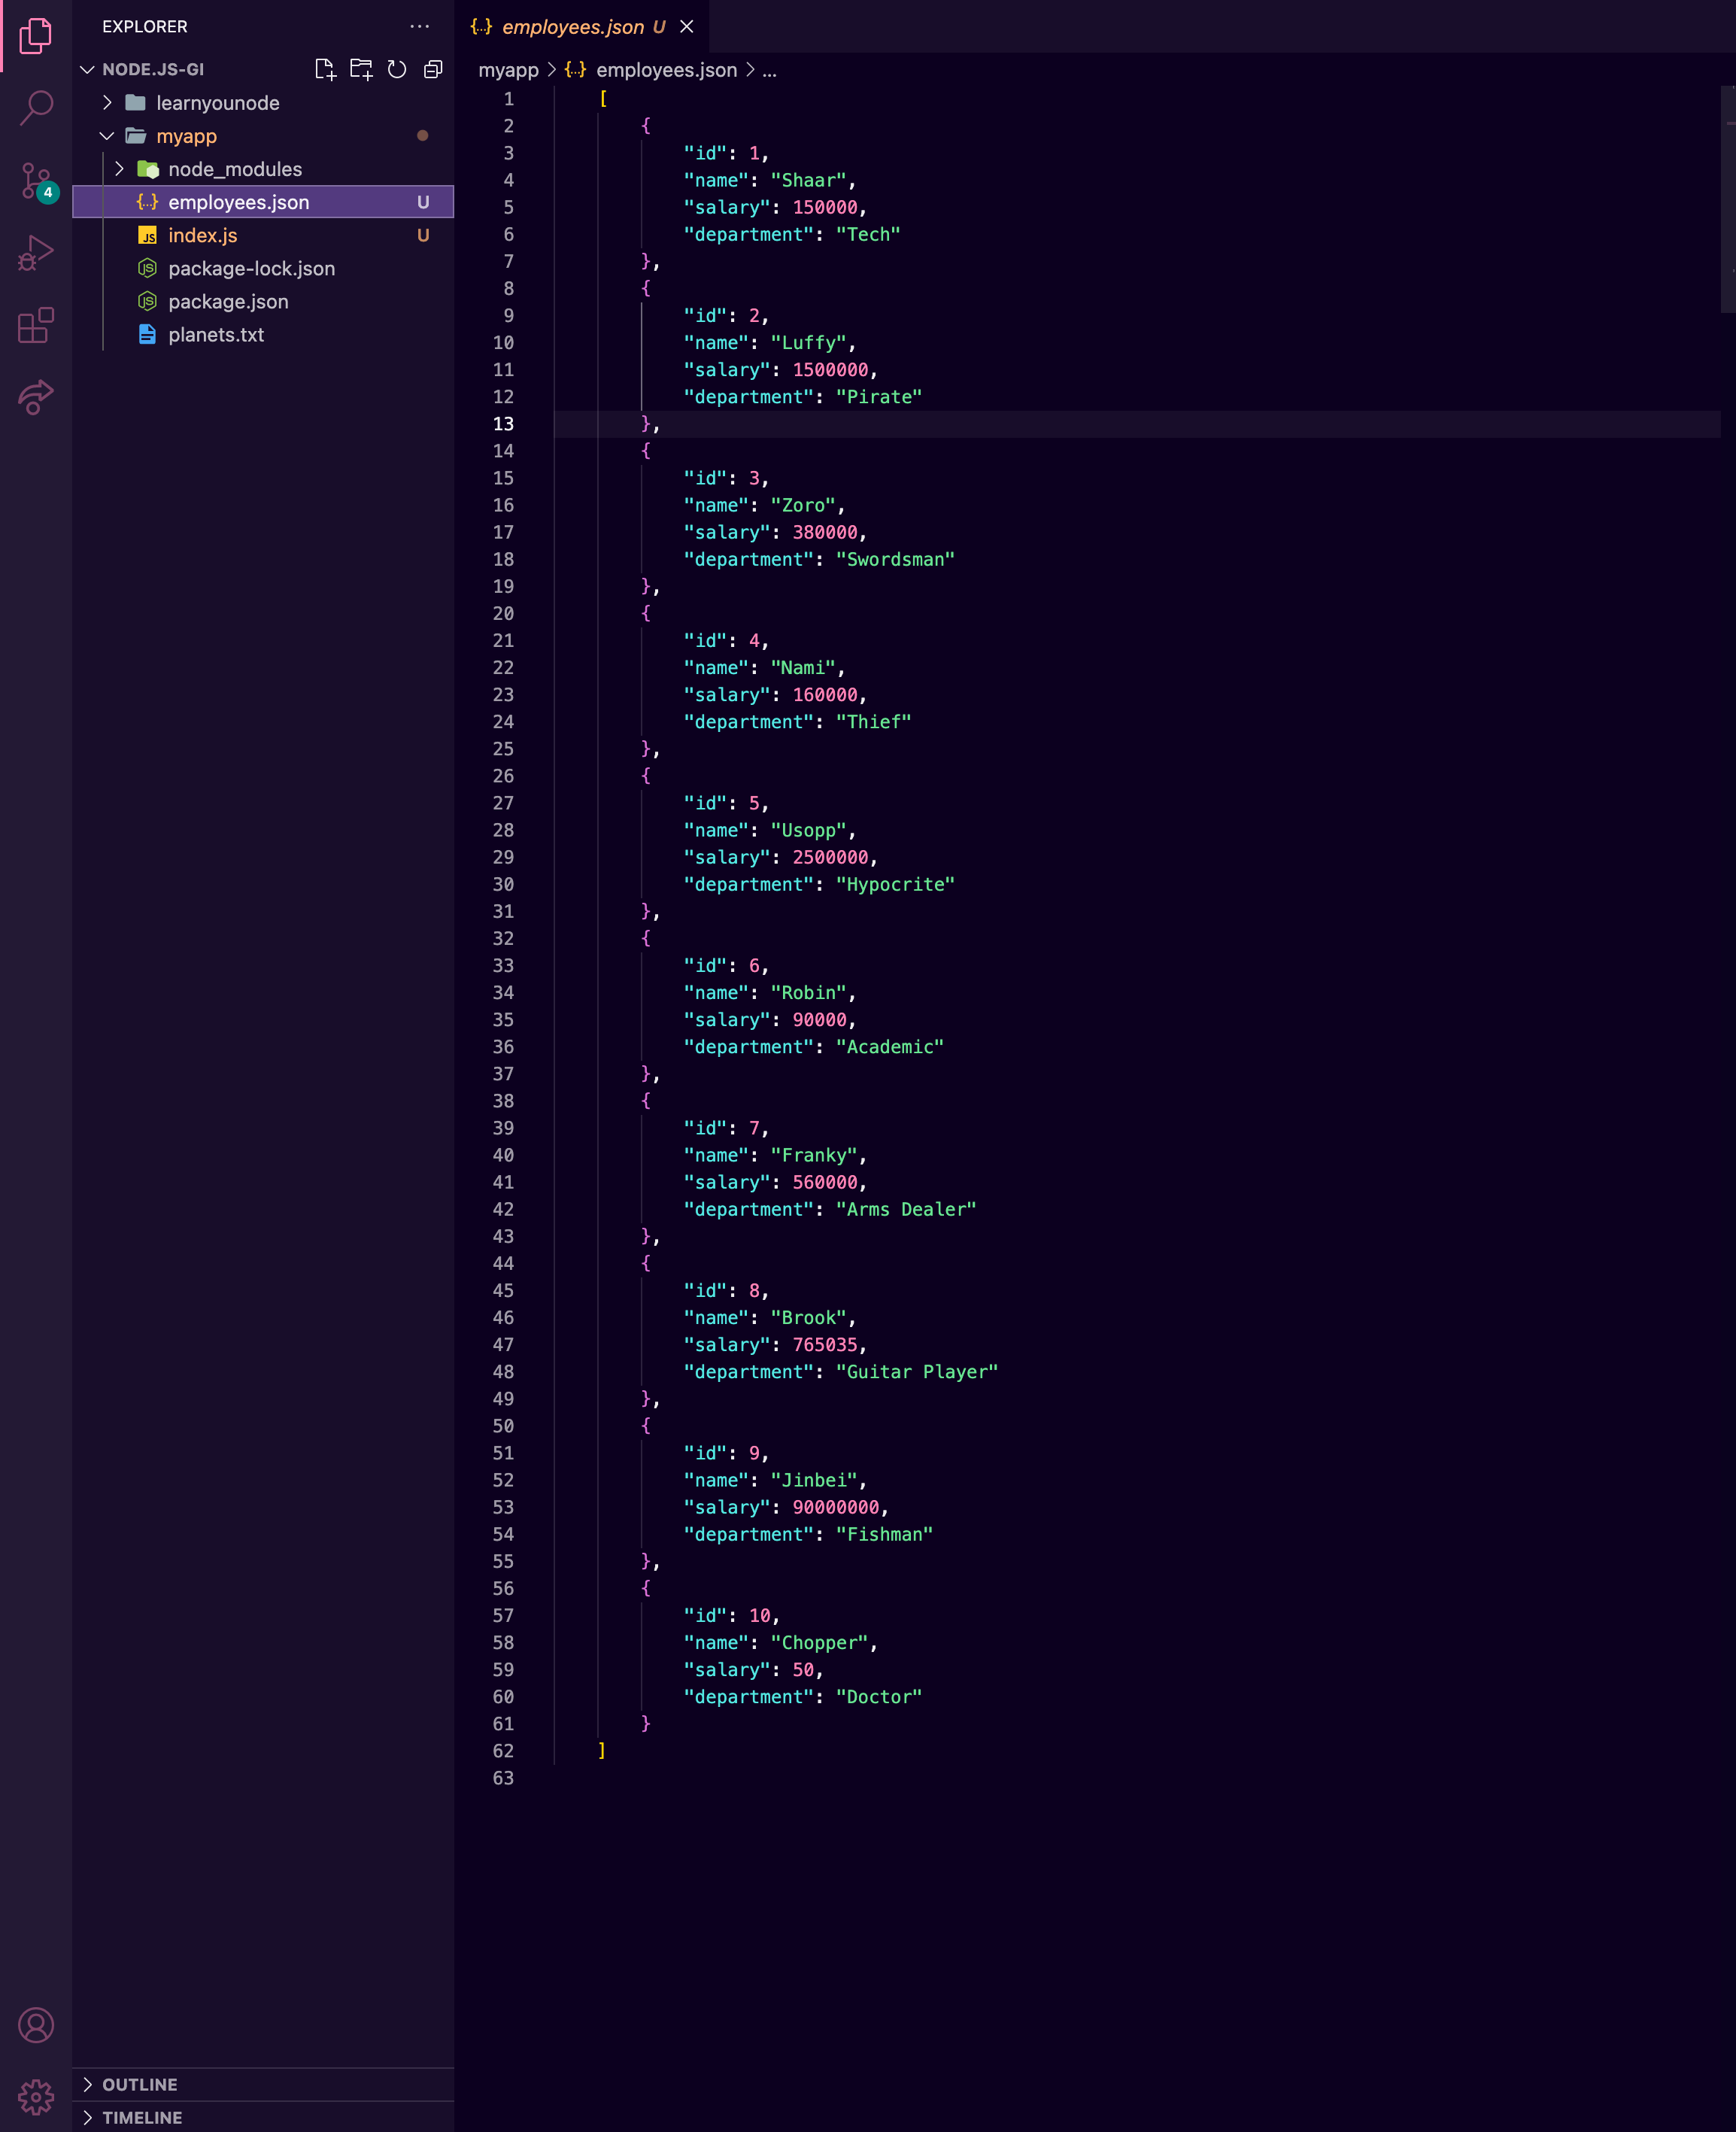 EXPLORER
NODE.JS-GI
learnyounode
myapp
node_modules
employees.json U
index.js U
package-lock.json
package.json
planets.txt
4
OUTLINE
TIMELINE
{..} employees.json U
myapp > {..} employees.json > ...
1 [
2 {
3 "id": 1,
4 "name": "Shaar",
5 "salary": 150000,
6 "department": "Tech"
7 },
8 {
9 "id": 2,
10 "name": "Luffy",
11 "salary": 1500000,
12 "department": "Pirate"
13 },
14 {
15 "id": 3,
16 "name": "Zoro",
17 "salary": 380000,
18 "department": "Swordsman"
19 },
20 {
21 "id": 4,
22 "name": "Nami",
23 "salary": 160000,
24 "department": "Thief"
25 },
26 {
27 "id": 5,
28 "name": "Usopp",
29 "salary": 2500000,
30 "department": "Hypocrite"
31 },
32 {
33 "id": 6,
34 "name": "Robin",
35 "salary": 90000,
36 "department": "Academic"
37 },
38 {
39 "id": 7,
40 "name": "Franky",
41 "salary": 560000,
42 "department": "Arms Dealer"
43 },
44 {
45 "id": 8,
46 "name": "Brook",
47 "salary": 765035,
48 "department": "Guitar Player"
49 },
50 {
51 "id": 9,
52 "name": "Jinbei",
53 "salary": 90000000,
54 "department": "Fishman"
55 },
56 {
57 "id": 10,
58 "name": "Chopper",
59 "salary": 50,
60 "department": "Doctor"
61 }
62 ]
63